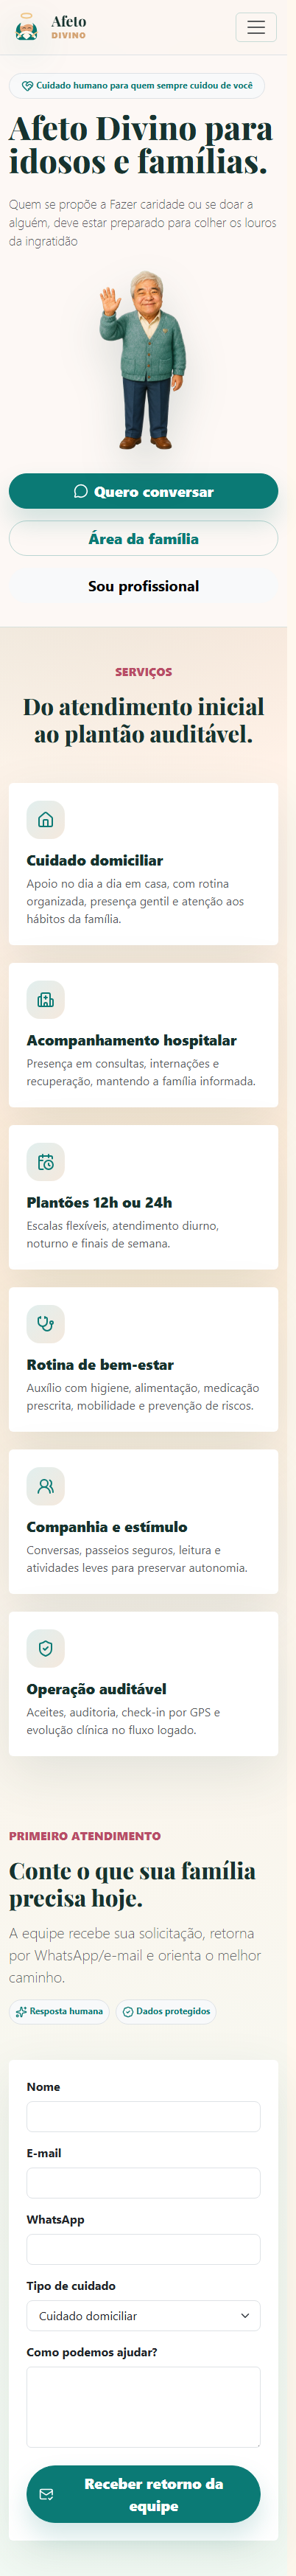 Afeto
DIVINO
Cuidado humano para quem sempre cuidou de você
Afeto Divino para
idosos e famílias.
Quem se propõe a Fazer caridade ou se doar a
alguém, deve estar preparado para colher os louros
da ingratidão
Quero conversar
Área da família
Sou profissional
SERVIÇOS
Do atendimento inicial
ao plantão auditável.
Cuidado domiciliar
Apoio no dia a dia em casa, com rotina
organizada, presença gentil e atenção aos
hábitos da família.
Acompanhamento hospitalar
Presença em consultas, internações e
recuperação, mantendo a família informada.
Plantões 12h ou 24h
Escalas flexíveis, atendimento diurno,
noturno e finais de semana.
Rotina de bem-estar
Auxílio com higiene, alimentação, medicação
prescrita, mobilidade e prevenção de riscos.
Companhia e estímulo
Conversas, passeios seguros, leitura e
atividades leves para preservar autonomia.
Operação auditável
Aceites, auditoria, check-in por GPS e
evolução clínica no fluxo logado.
PRIMEIRO ATENDIMENTO
Conte o que sua família
precisa hoje.
A equipe recebe sua solicitação, retorna
por WhatsApp/e-mail e orienta o melhor
caminho.
Resposta humana
Dados protegidos
Nome
E-mail
WhatsApp
Tipo de cuidado
Cuidado domiciliar
Como podemos ajudar?
Receber retorno da
equipe